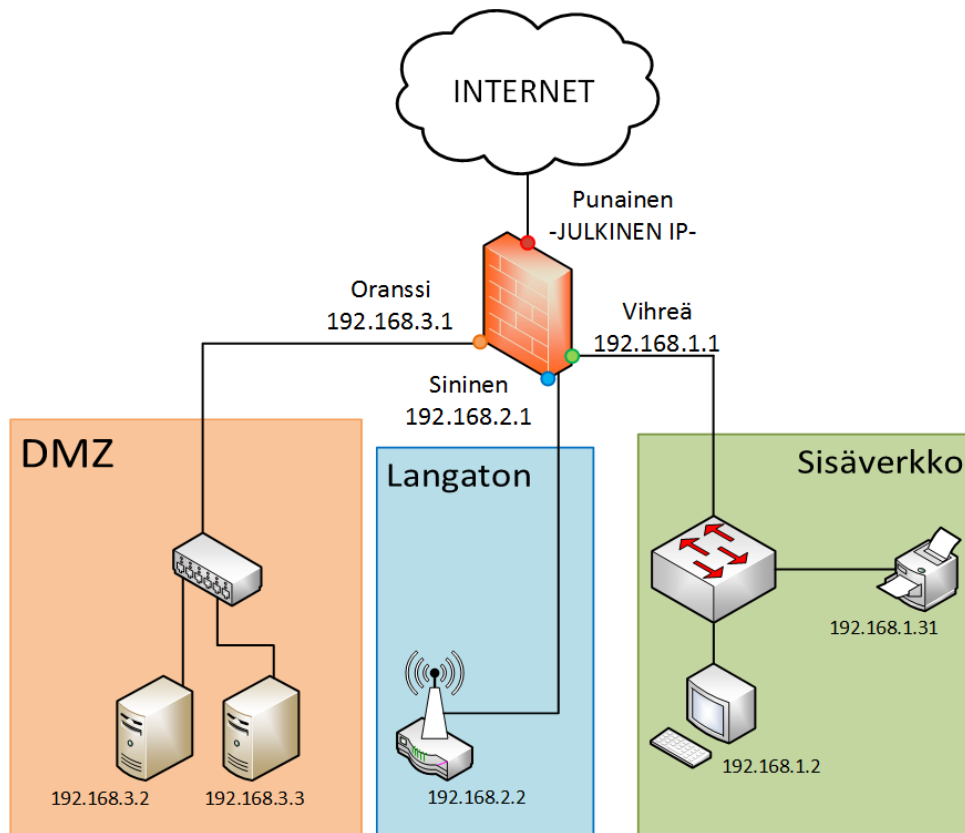 INTERNET
Punainen
-JULKINEN IP-
Oranssi
192.168.3.1
Vihreä
192.168.1.1
Sininen
192.168.2.1
DMZ
Langaton
Sisäverkko
192.168.1.31
192.168.1.2
192.168.3.2
192.168.3.3
192.168.2.2